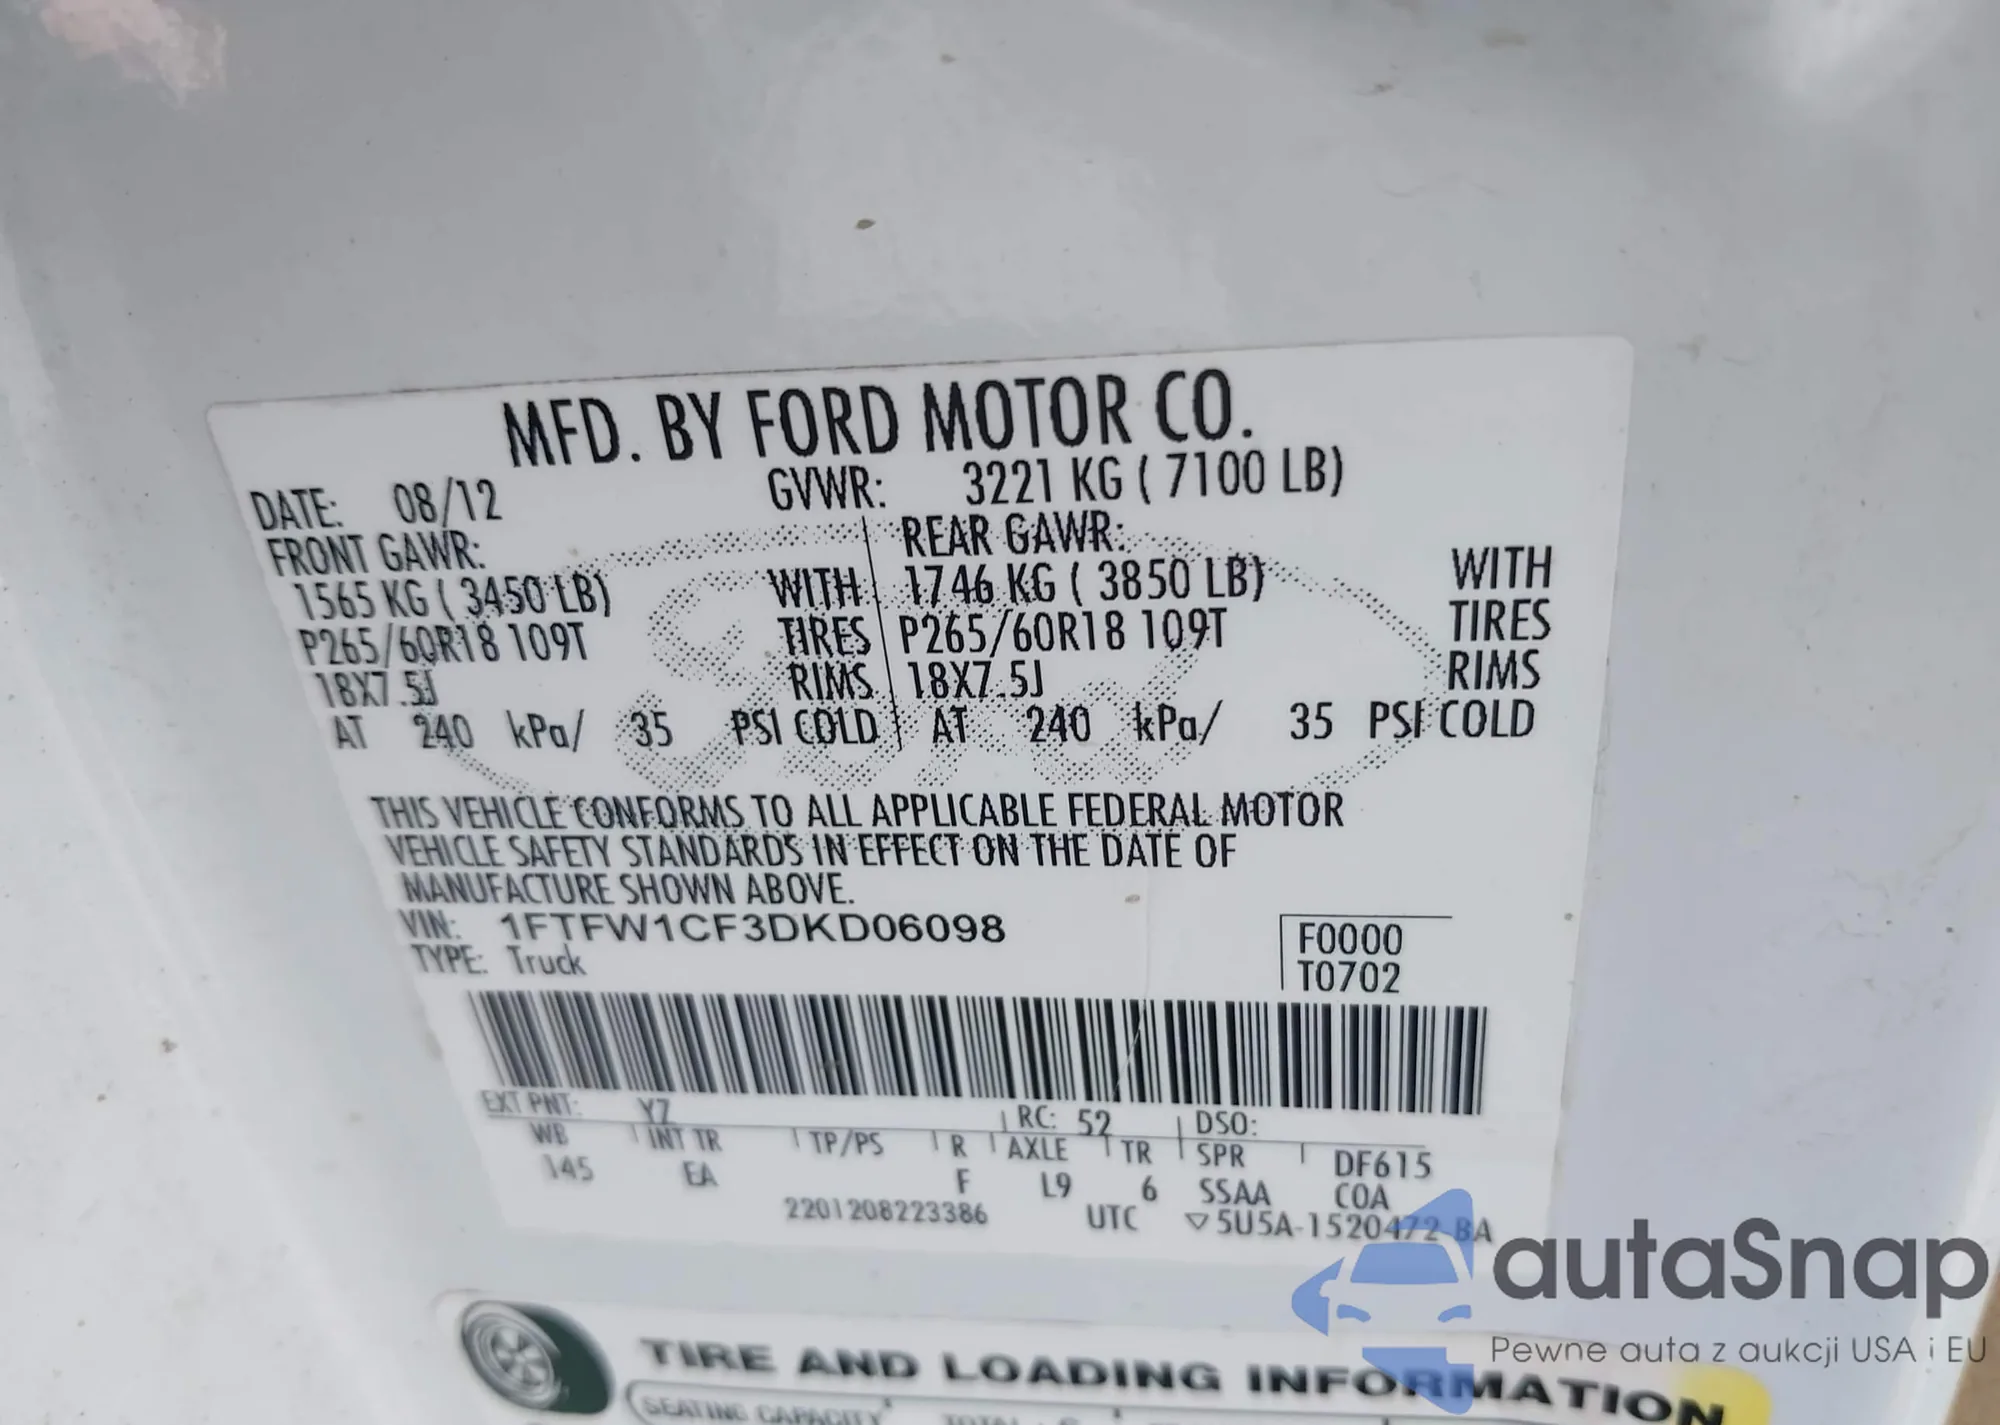 MFD. BY FORD MOTOR CO.
DATE: 08/12 GVWR: 3221 KG ( 7100 LB)
FRONT GAWR: REAR GAWR:
1565 KG ( 3450 LB) WITH 1746 KG ( 3850 LB) WITH
P265/60R18 109T TIRES P265/60R18 109T TIRES
18X7.5J RIMS 18X7.5J RIMS
AT 240 kPa/ 35 PSI COLD AT 240 kPa/ 35 PSI COLD
THIS VEHICLE CONFORMS TO ALL APPLICABLE FEDERAL MOTOR
VEHICLE SAFETY STANDARDS IN EFFECT ON THE DATE OF
MANUFACTURE SHOWN ABOVE.
VIN: 1FTFW1CF3DKD06098 F0000
TYPE: Truck T0702
EXT PNT: YZ RC: 52 DSO:
WB INT TR TP/PS R AXLE TR SPR DF615
145 EA F L9 6 SSAA COA
2201208223386 UTC ▽5U5A-1520472-BA
autaSnap
Pewne auta z aukcji USA i EU
TIRE AND LOADING INFORMATION
SEATING CAPACITY TOTAL